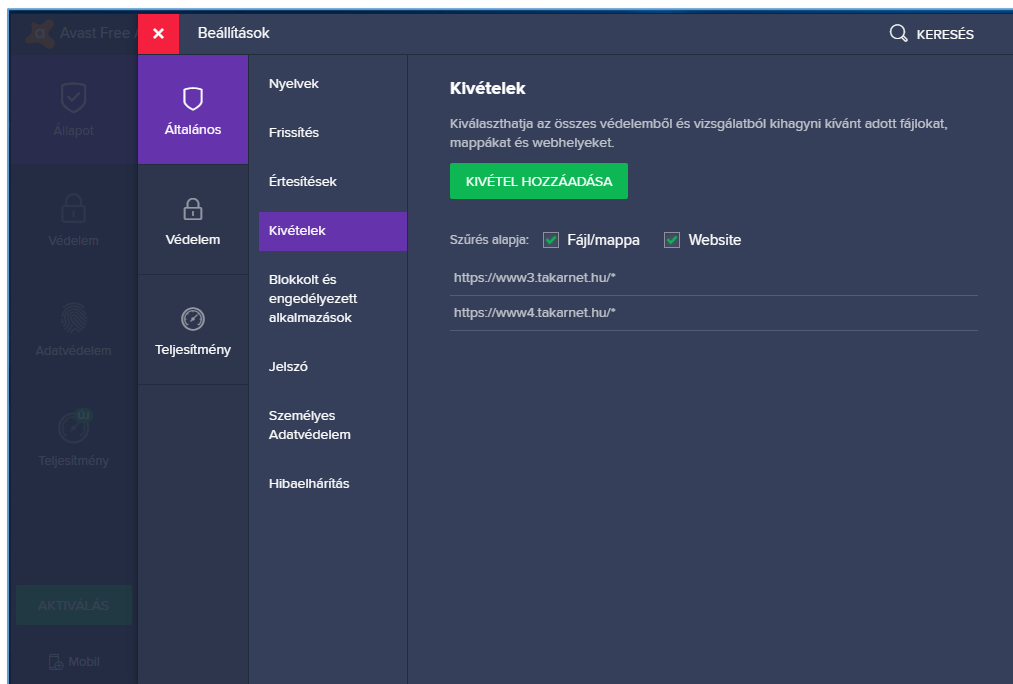 Avast Free
Beállítások
KERESÉS
Állapot
Védelem
Adatvédelem
ÚJ
Teljesítmény
AKTIVÁLÁS
Mobil
Általános
Védelem
Teljesítmény
Nyelvek
Frissítés
Értesítések
Kivételek
Blokkolt és
engedélyezett
alkalmazások
Jelszó
Személyes
Adatvédelem
Hibaelhárítás
Kivételek
Kiválaszthatja az összes védelemből és vizsgálatból kihagyni kívánt adott fájlokat,
mappákat és webhelyeket.
KIVÉTEL HOZZÁADÁSA
Szűrés alapja: Fájl/mappa Website
https://www3.takarnet.hu/*
https://www4.takarnet.hu/*